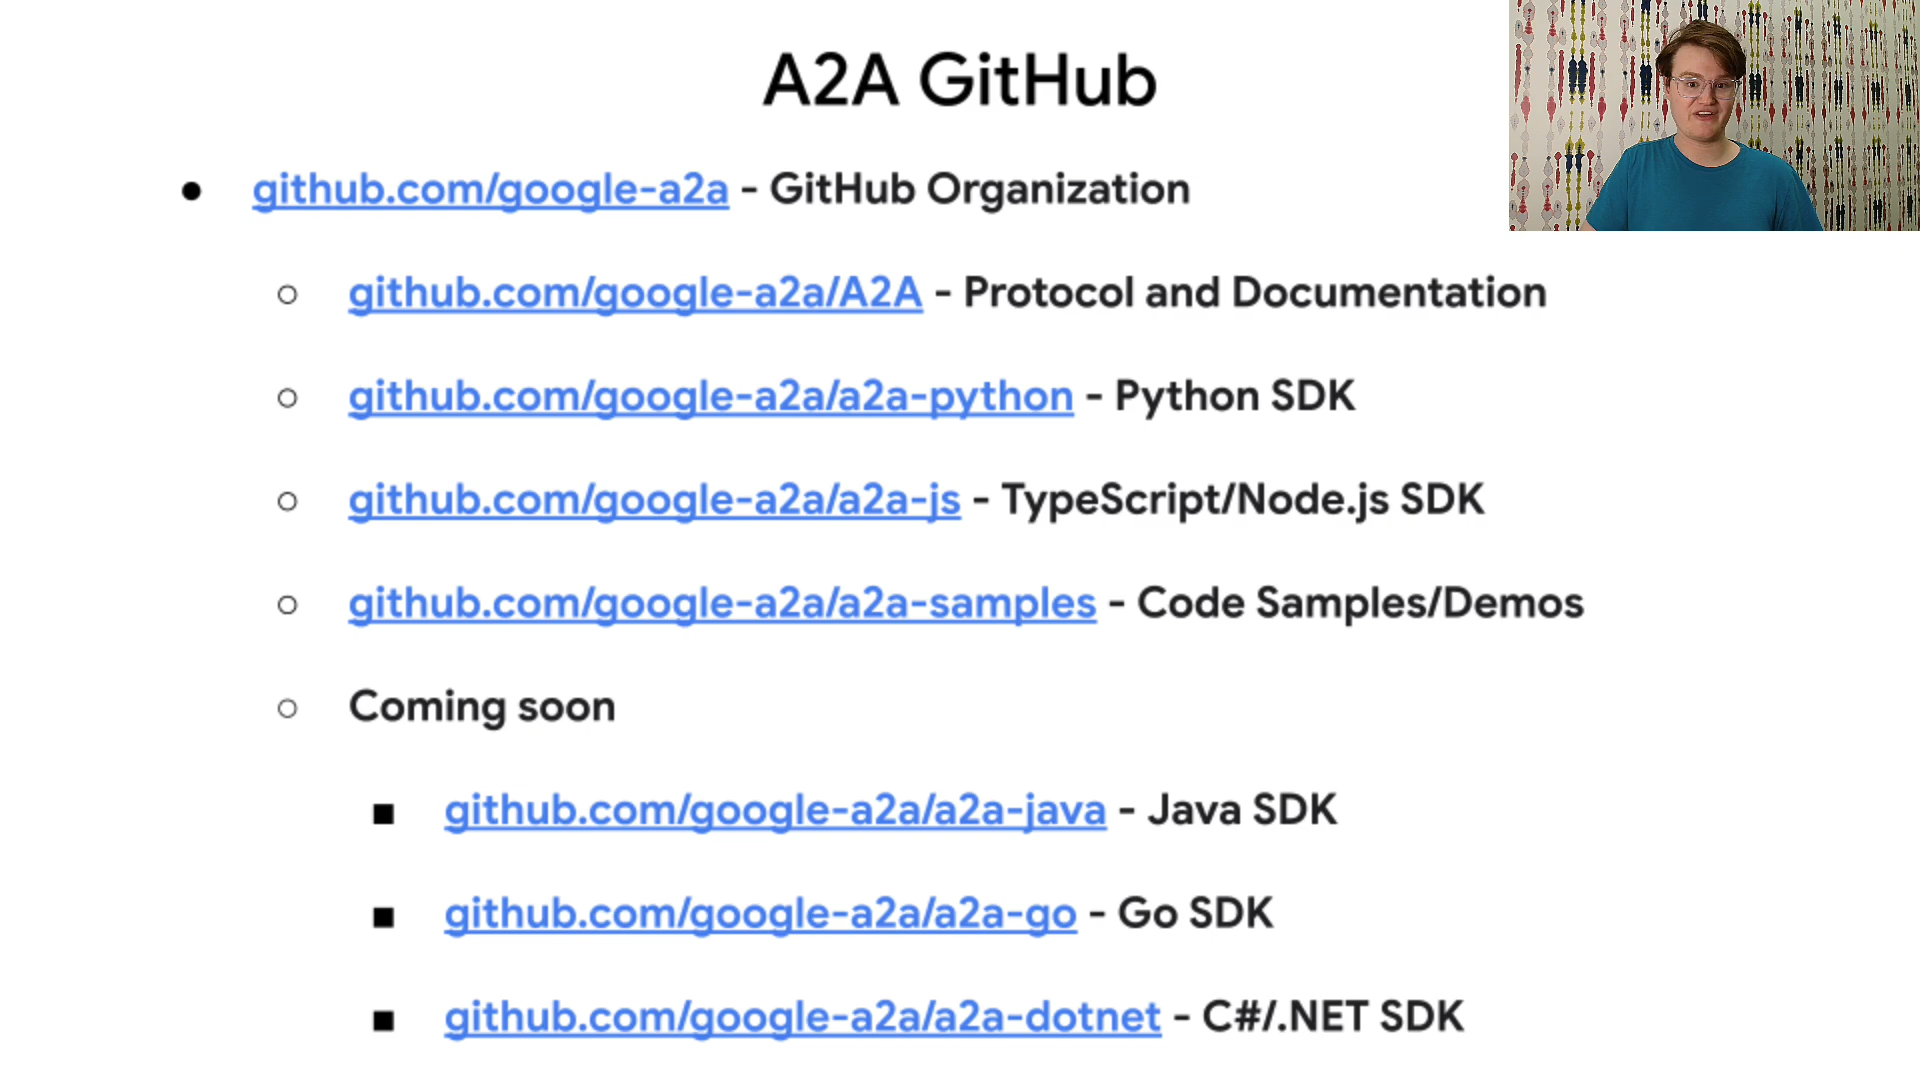 A2A GitHub
● github.com/google-a2a - GitHub Organization
○ github.com/google-a2a/A2A - Protocol and Documentation
○ github.com/google-a2a/a2a-python - Python SDK
○ github.com/google-a2a/a2a-js - TypeScript/Node.js SDK
○ github.com/google-a2a/a2a-samples - Code Samples/Demos
○ Coming soon
■ github.com/google-a2a/a2a-java - Java SDK
■ github.com/google-a2a/a2a-go - Go SDK
■ github.com/google-a2a/a2a-dotnet - C#/.NET SDK